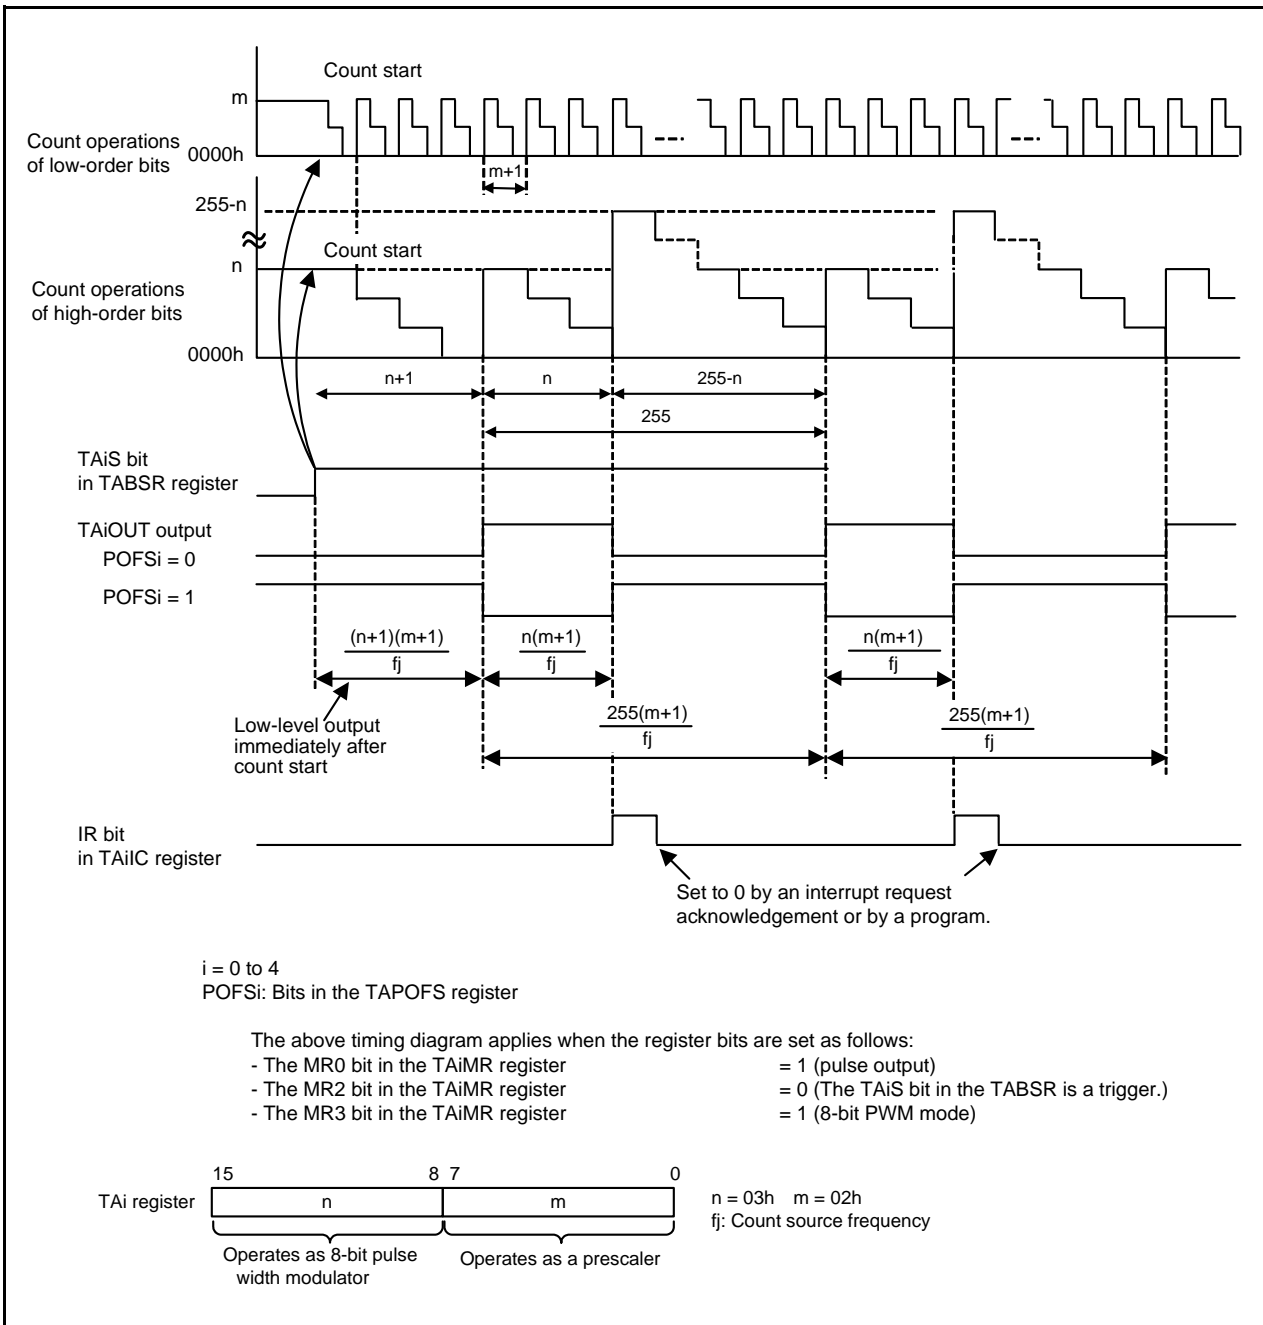 Count start
m
Count operations
of low-order bits
0000h
m+1
255-n
Count start
n
Count operations
of high-order bits
0000h
n+1
n
255-n
255
TAiS bit
in TABSR register
TAiOUT output
POFSi = 0
POFSi = 1
(n+1)(m+1)
fj
n(m+1)
fj
n(m+1)
fj
Low-level output
immediately after
count start
255(m+1)
fj
255(m+1)
fj
IR bit
in TAiIC register
Set to 0 by an interrupt request
acknowledgement or by a program.
i = 0 to 4
POFSi: Bits in the TAPOFS register
The above timing diagram applies when the register bits are set as follows:
- The MR0 bit in the TAiMR register = 1 (pulse output)
- The MR2 bit in the TAiMR register = 0 (The TAiS bit in the TABSR is a trigger.)
- The MR3 bit in the TAiMR register = 1 (8-bit PWM mode)
15 8 7 0
TAi register n m
n = 03h m = 02h
fj: Count source frequency
Operates as 8-bit pulse
width modulator
Operates as a prescaler